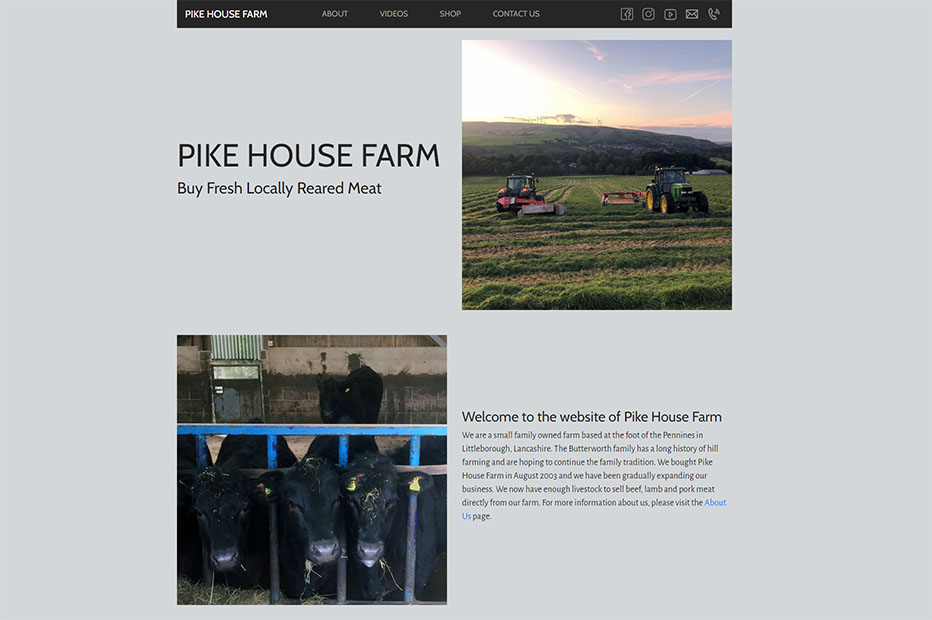 PIKE HOUSE FARM ABOUT VIDEOS SHOP CONTACT US
PIKE HOUSE FARM
Buy Fresh Locally Reared Meat
Welcome to the website of Pike House Farm
We are a small family owned farm based at the foot of the Pennines in
Littleborough, Lancashire. The Butterworth family has a long history of hill
farming and are hoping to continue the family tradition. We bought Pike
House Farm in August 2003 and we have been gradually expanding our
business. We now have enough livestock to sell beef, lamb and pork meat
directly from our farm. For more information about us, please visit the About
Us page.